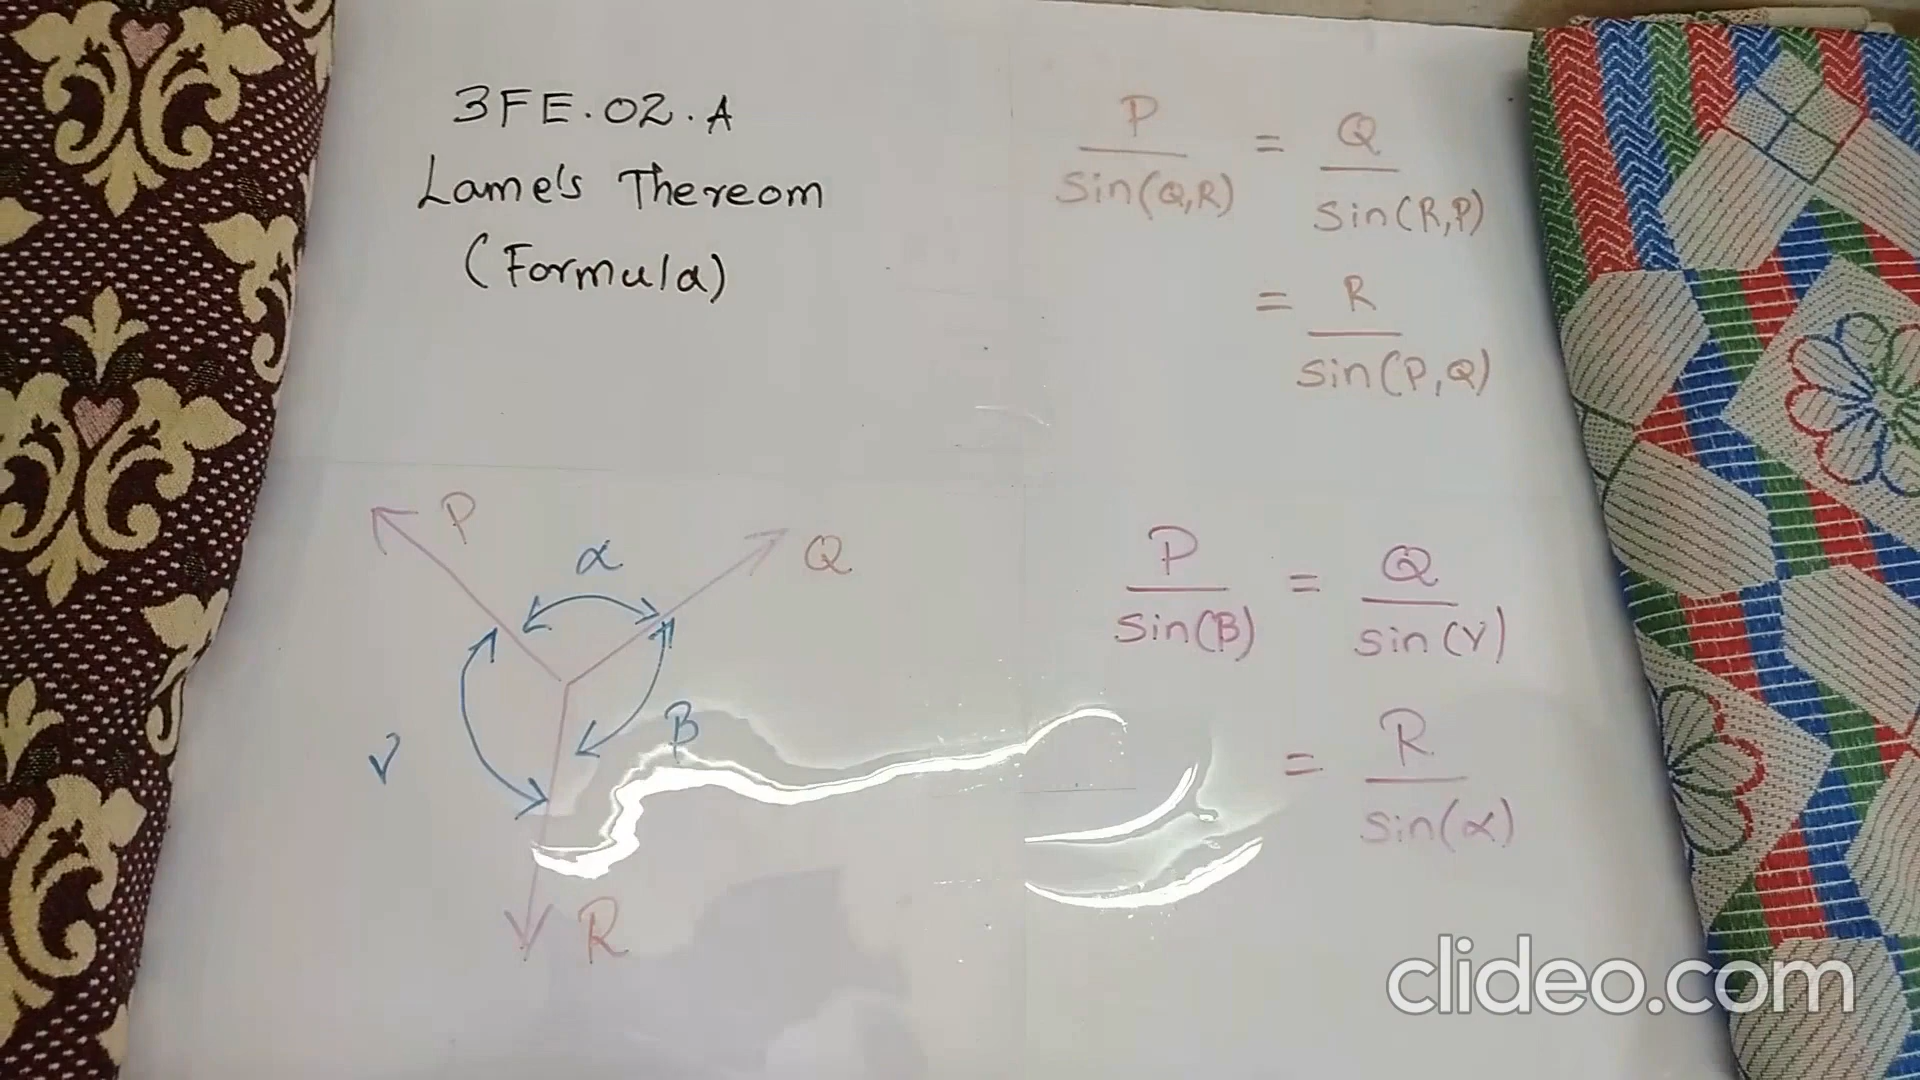 3FE.02.A
Lame's Thereom
(Formula)
P/sin(Q,R) = Q/sin(R,P)
= R/sin(P,Q)
P
α
Q
γ
B
R
P/sin(B) = Q/sin(γ)
= R/sin(α)
clideo.com